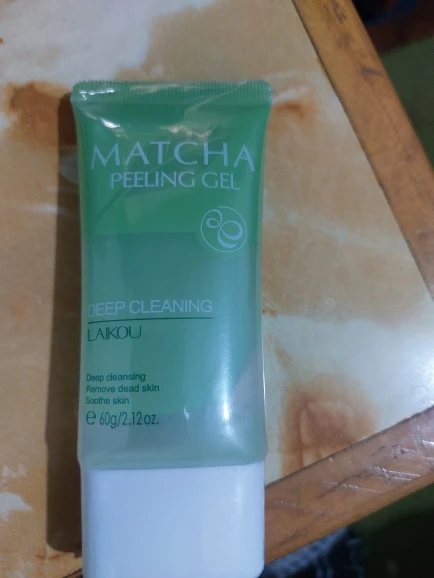 MATCHA
PEELING GEL
DEEP CLEANING
LAIKOU
Deep cleansing
Remove dead skin
Soothe skin
℮ 60g/2.12oz.